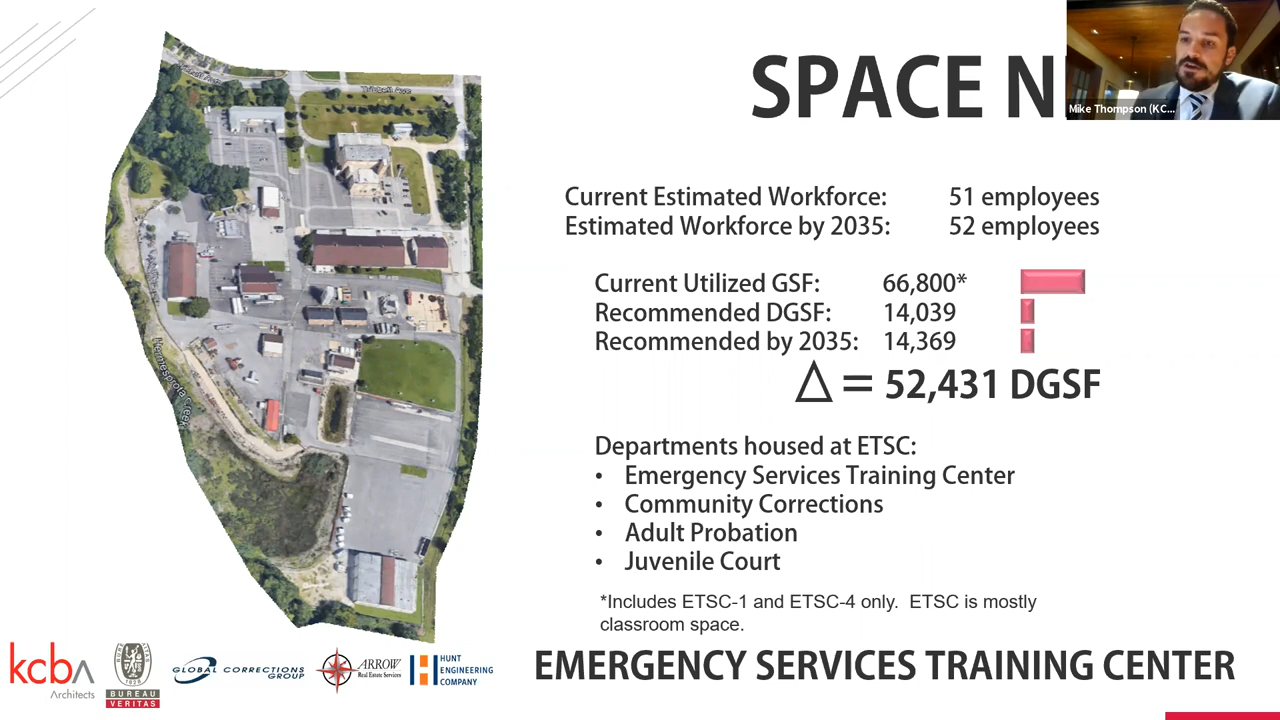 SPACE N
Mike Thompson (KC...
Current Estimated Workforce: 51 employees
Estimated Workforce by 2035: 52 employees
Current Utilized GSF: 66,800*
Recommended DGSF: 14,039
Recommended by 2035: 14,369
Δ = 52,431 DGSF
Departments housed at ETSC:
• Emergency Services Training Center
• Community Corrections
• Adult Probation
• Juvenile Court
*Includes ETSC-1 and ETSC-4 only. ETSC is mostly
classroom space.
Hermesprota Creek
kcba
Architects
BUREAU
VERITAS
GLOBAL CORRECTIONS
GROUP
ARROW
Real Estate Services
HUNT
ENGINEERING
COMPANY
EMERGENCY SERVICES TRAINING CENTER